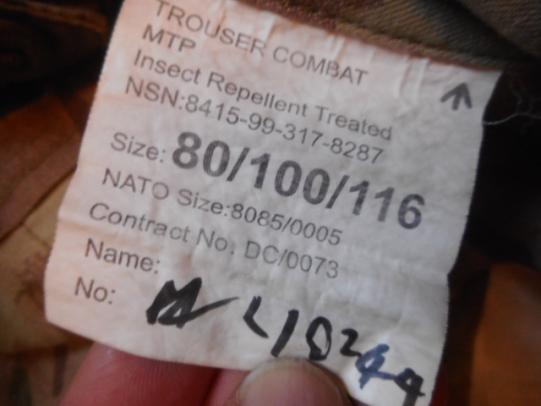 TROUSER COMBAT
MTP
Insect Repellent Treated
NSN:8415-99-317-8287
Size: 80/100/116
NATO Size:8085/0005
Contract No. DC/0073
Name:
No: